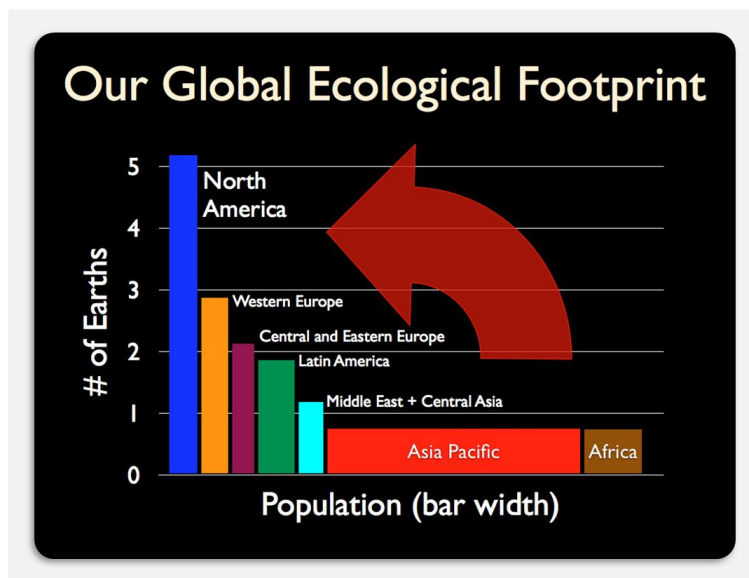 Our Global Ecological Footprint
# of Earths
5
4
3
2
1
0
North
America
Western Europe
Central and Eastern Europe
Latin America
Middle East + Central Asia
Asia Pacific
Africa
Population (bar width)